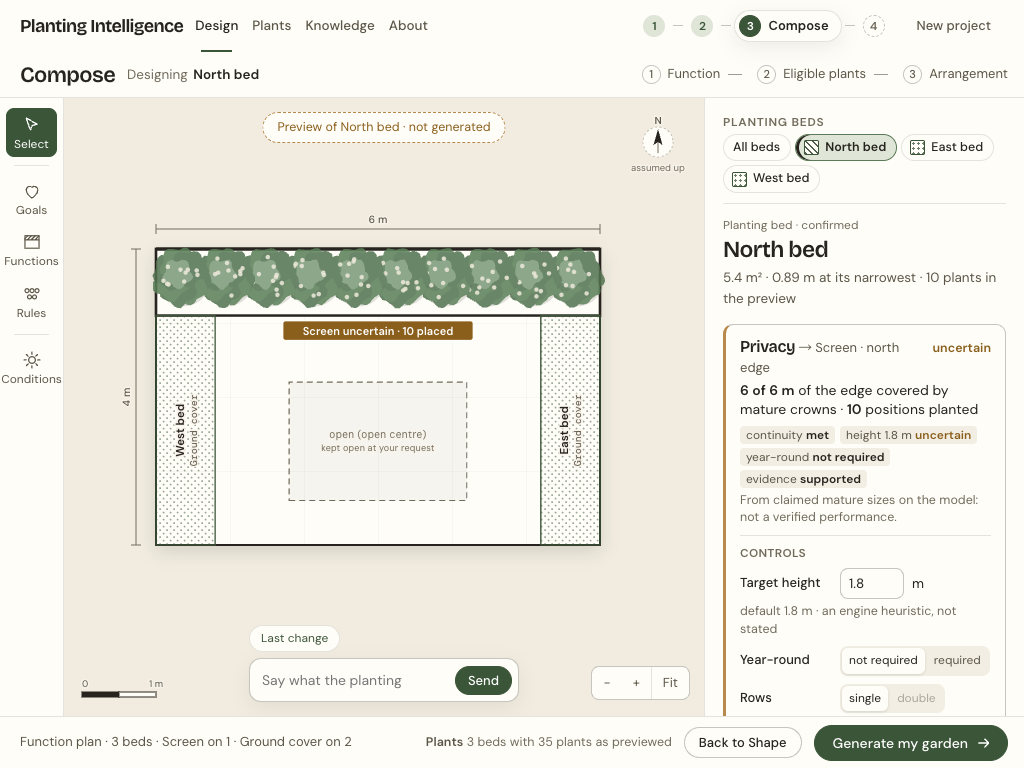 Planting Intelligence Design Plants Knowledge About 1 2 3 Compose 4 New project
Compose Designing North bed 1 Function 2 Eligible plants 3 Arrangement
Select
Goals
Functions
Rules
Conditions
Preview of North bed · not generated
N
assumed up
6 m
4 m
Screen uncertain · 10 placed
West bed
Ground cover
open (open centre)
kept open at your request
East bed
Ground cover
Last change
Say what the planting
Send
0 1 m
− + Fit
PLANTING BEDS
All beds North bed East bed
West bed
Planting bed · confirmed
North bed
5.4 m² · 0.89 m at its narrowest · 10 plants in
the preview
Privacy → Screen · north uncertain
edge
6 of 6 m of the edge covered by
mature crowns · 10 positions planted
continuity met height 1.8 m uncertain
year-round not required
evidence supported
From claimed mature sizes on the model:
not a verified performance.
CONTROLS
Target height 1.8 m
default 1.8 m · an engine heuristic, not
stated
Year-round not required required
Rows single double
Function plan · 3 beds · Screen on 1 · Ground cover on 2
Plants 3 beds with 35 plants as previewed Back to Shape Generate my garden →